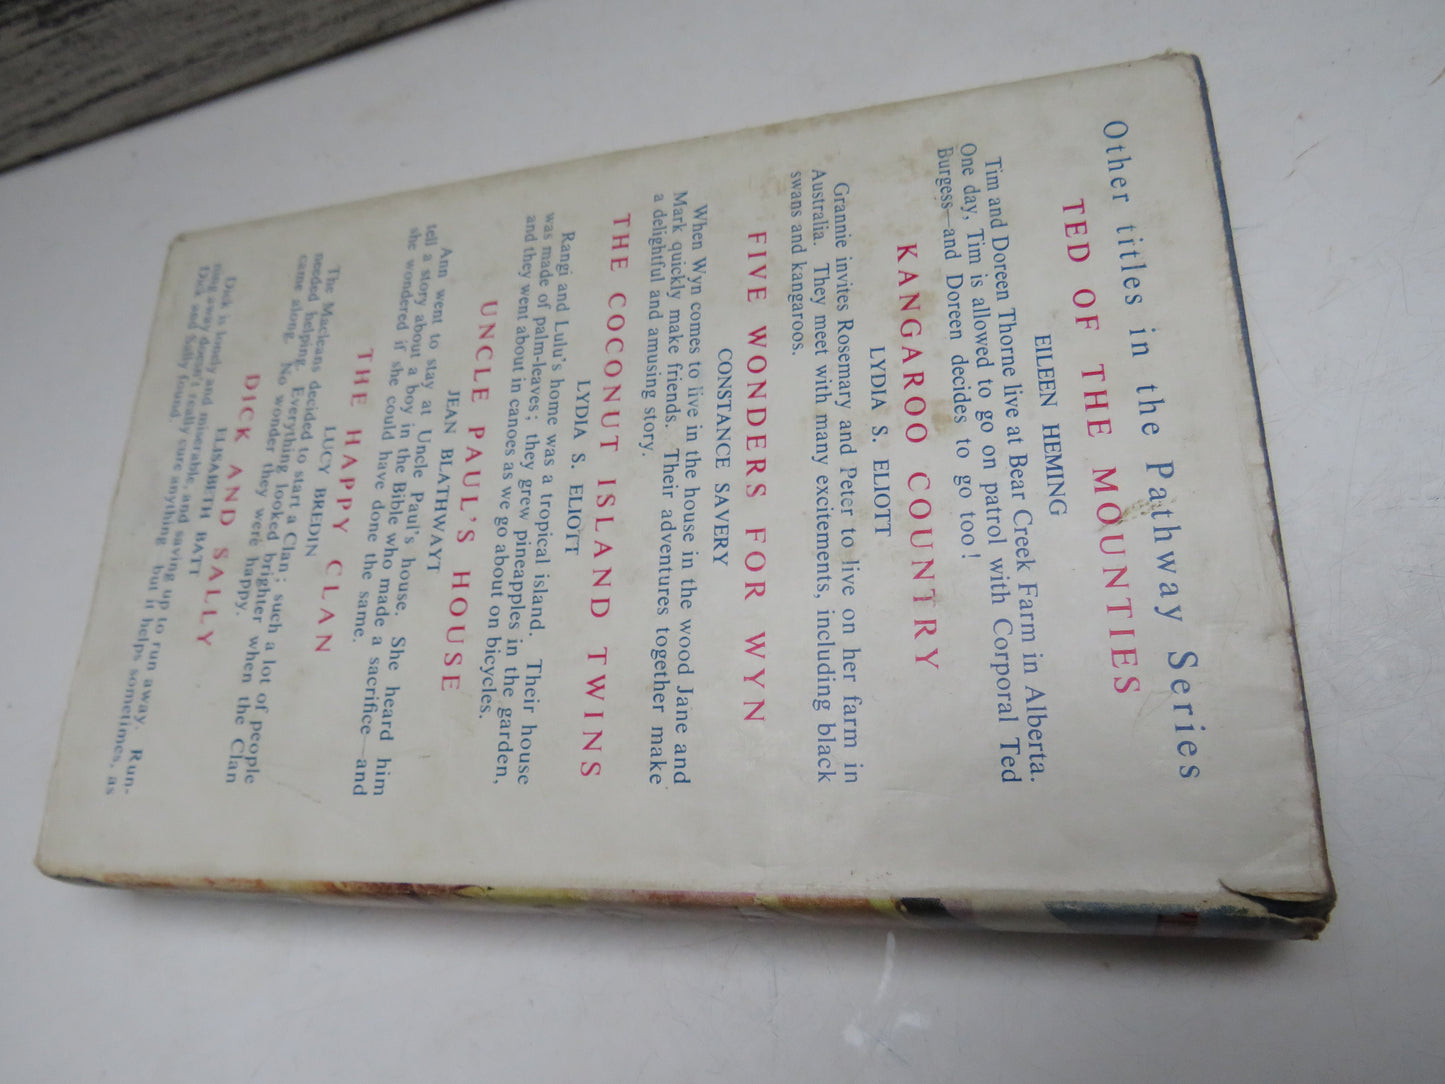 Other titles in the Pathway Series
TED OF THE MOUNTIES
EILEEN HEMING
Tim and Doreen Thorne live at Bear Creek Farm in Alberta.
One day, Tim is allowed to go on patrol with Corporal Ted
Burgess—and Doreen decides to go too!
KANGAROO COUNTRY
LYDIA S. ELIOTT
Grannie invites Rosemary and Peter to live on her farm in
Australia. They meet with many excitements, including black
swans and kangaroos.
FIVE WONDERS FOR WYN
CONSTANCE SAVERY
When Wyn comes to live in the house in the wood Jane and
Mark quickly make friends. Their adventures together make
a delightful and amusing story.
THE COCONUT ISLAND TWINS
LYDIA S. ELIOTT
Rangi and Lulu's home was a tropical island. Their house
was made of palm-leaves; they grew pineapples in the garden,
and they went about in canoes as we go about on bicycles.
UNCLE PAUL'S HOUSE
JEAN BLATHWAYT
Ann went to stay at Uncle Paul's house. She heard him
tell a story about a boy in the Bible who made a sacrifice—and
she wondered if she could have done the same.
THE HAPPY CLAN
LUCY BREDIN
The Macleans decided to start a Clan; such a lot of people
needed helping. Everything looked brighter when the Clan
came along. No wonder they were happy.
DICK AND SALLY
ELISABETH BATT
Dick is lonely and miserable, and saving up to run away. Run-
ning away doesn't really cure anything but it helps sometimes, as
Dick and Sally found.